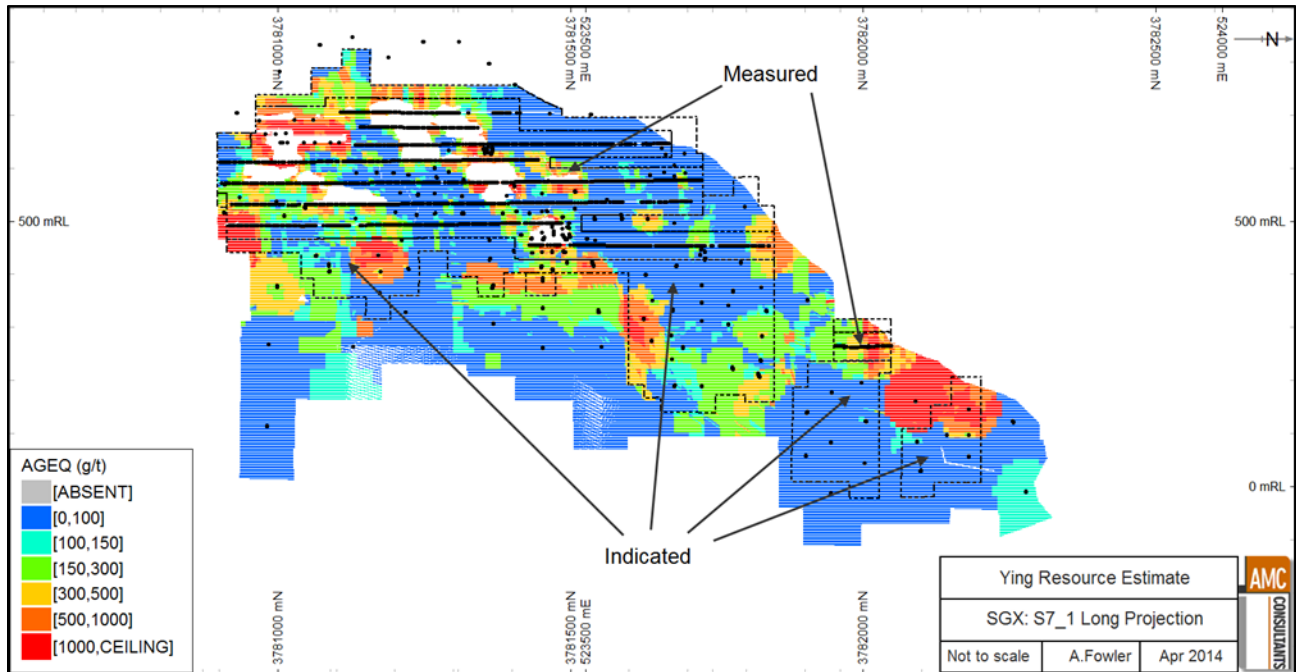 3781000 mN
3781500 mN
523500 mE
3782000 mN
3782500 mN
524000 mE
N
Measured
500 mRL
500 mRL
0 mRL
Indicated
AGEQ (g/t)
[ABSENT]
[0,100]
[100,150]
[150,300]
[300,500]
[500,1000]
[1000,CEILING]
3781000 mN
3781500 mN
523500 mE
3782000 mN
Ying Resource Estimate
SGX: S7_1 Long Projection
Not to scale
A.Fowler
Apr 2014
AMC
CONSULTANTS